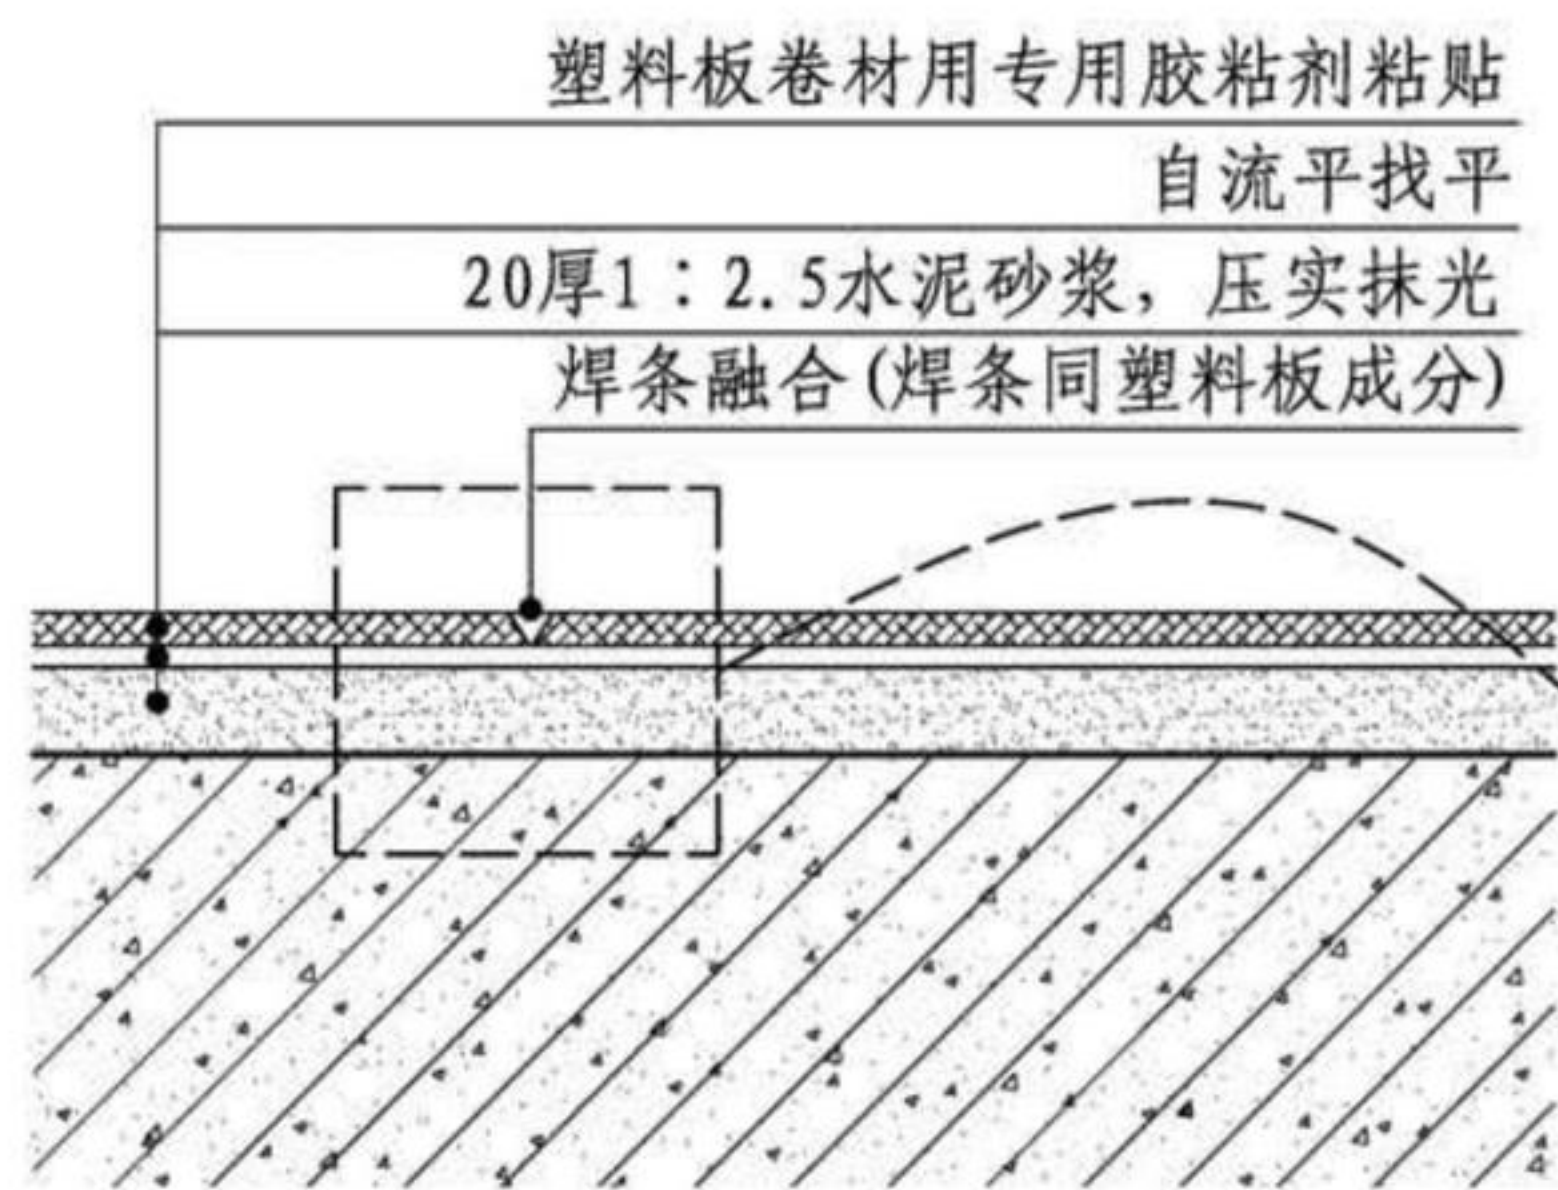 塑料板卷材用专用胶粘剂粘贴
自流平找平
20厚1：2.5水泥砂浆，压实抹光
焊条融合(焊条同塑料板成分)